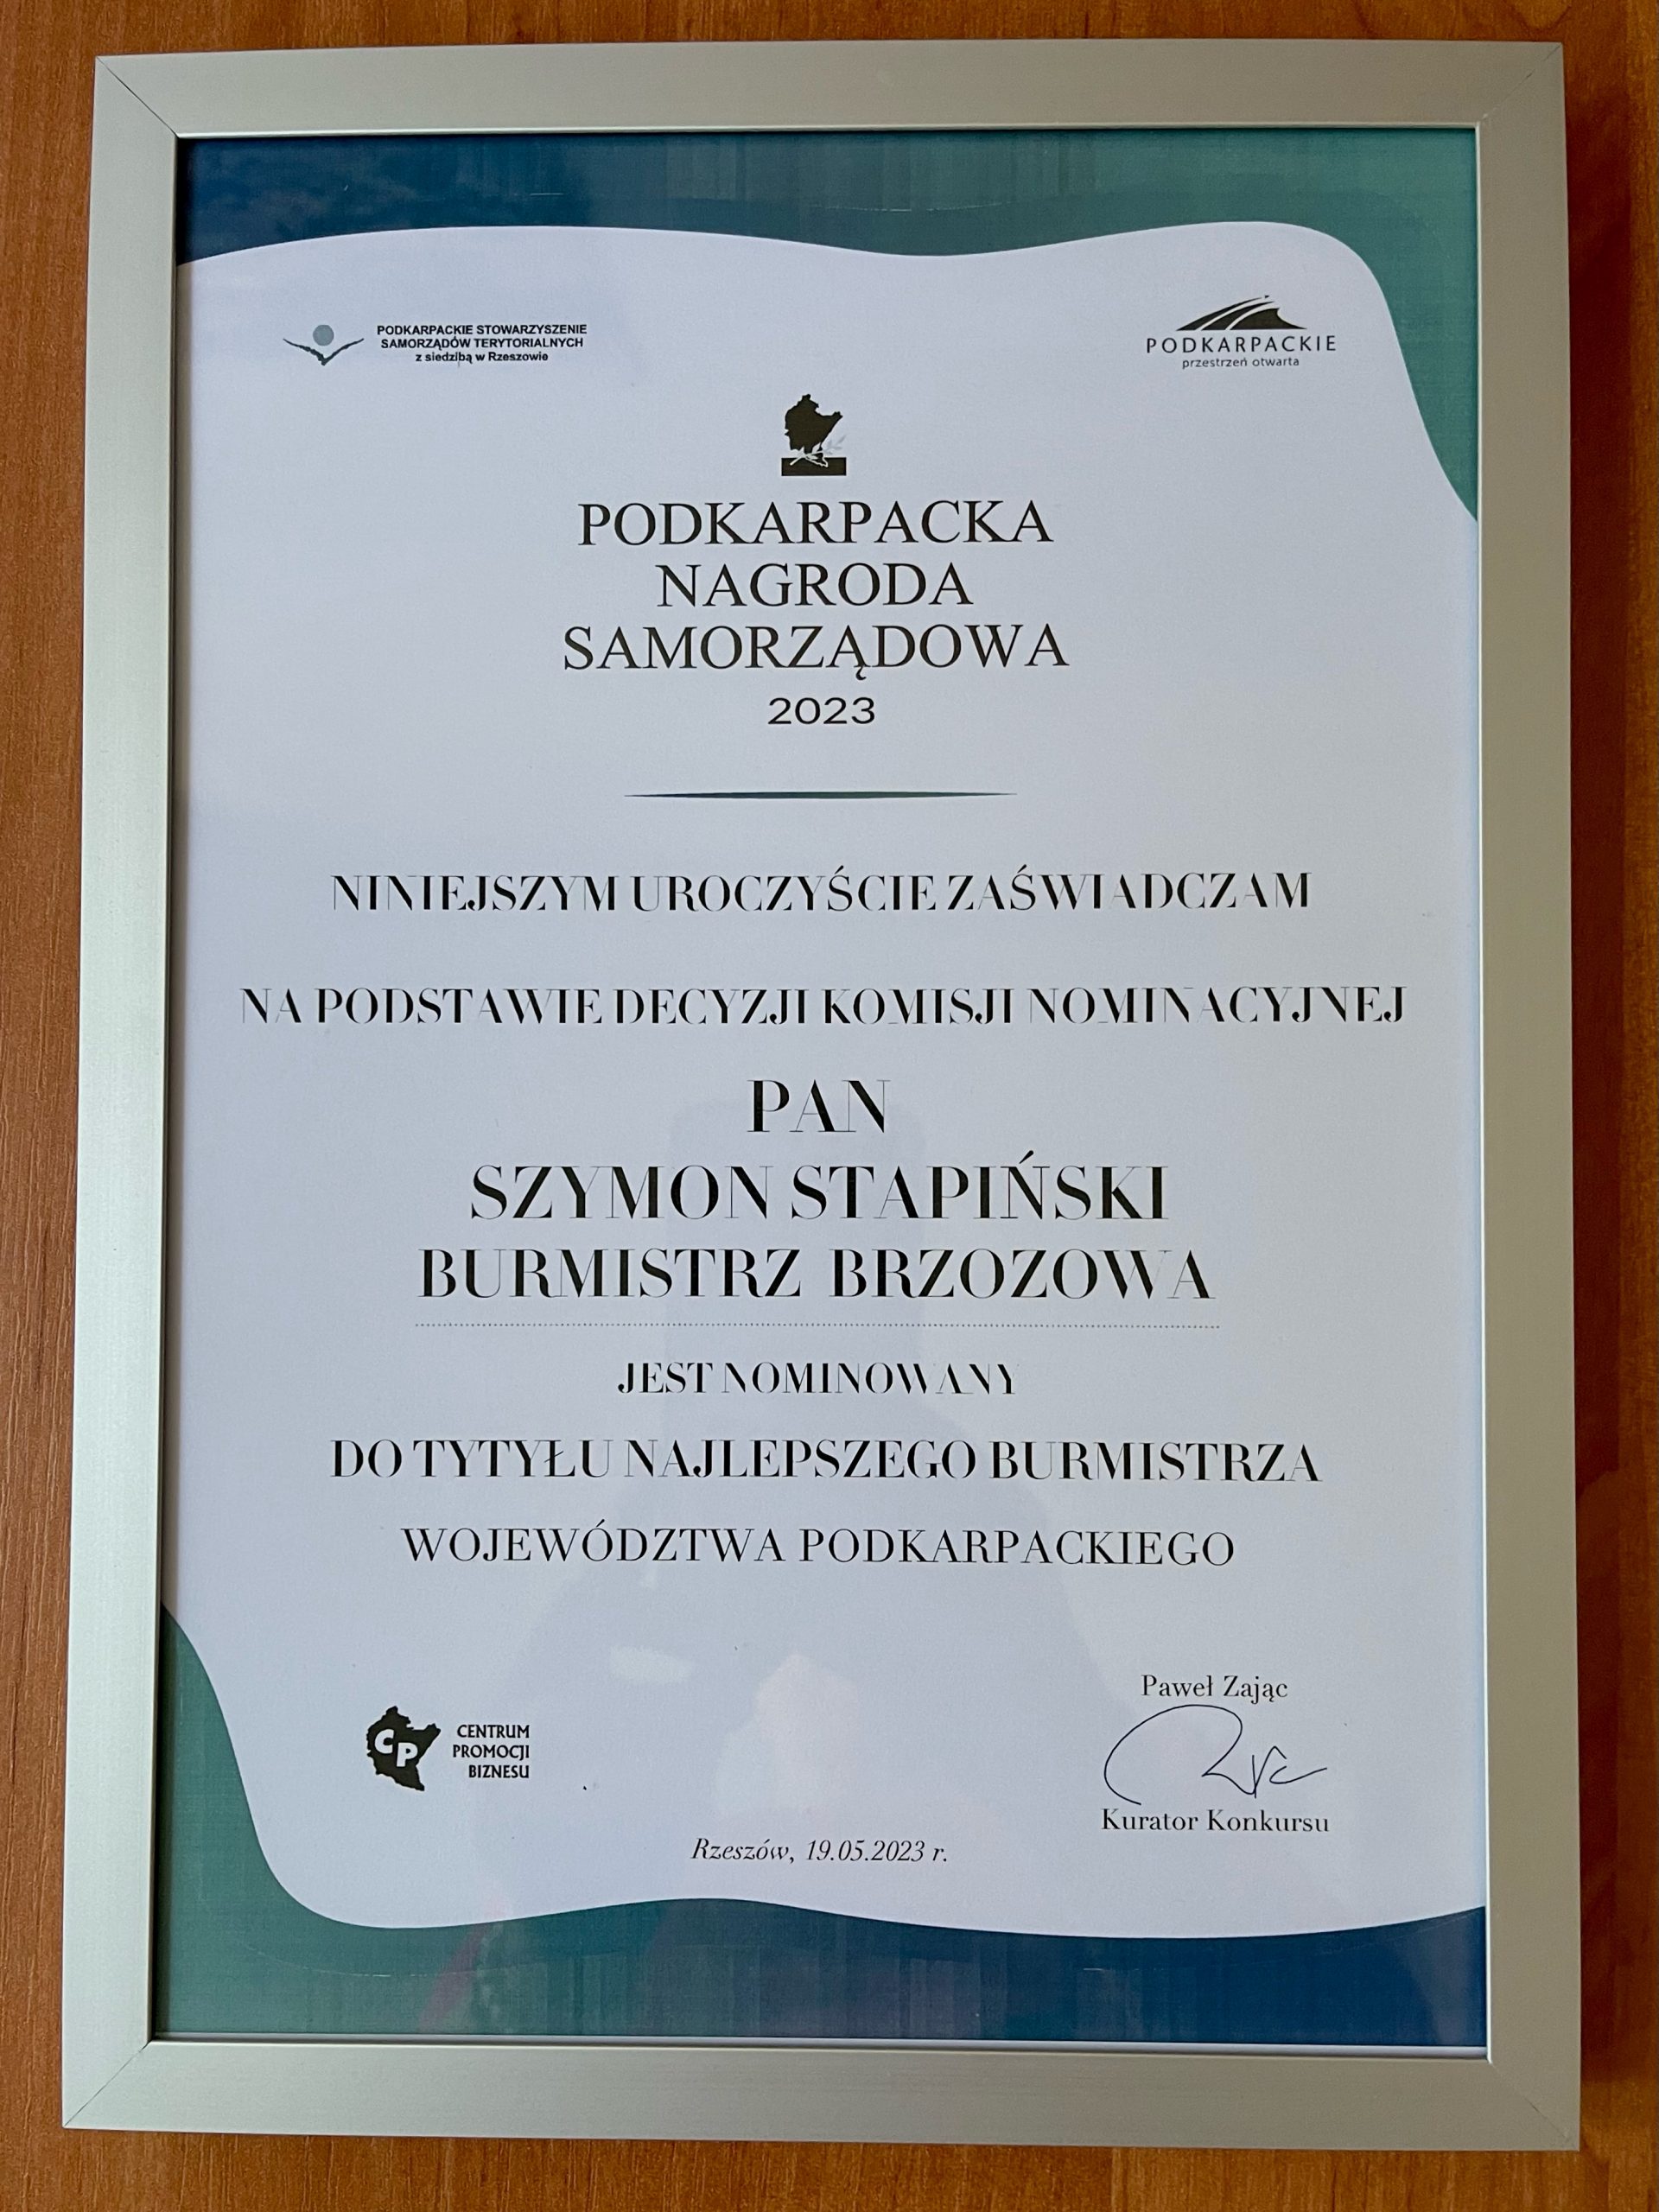 PODKARPACKIE STOWARZYSZENIE
SAMORZĄDÓW TERYTORIALNYCH
z siedzibą w Rzeszowie
PODKARPACKIE
przestrzeń otwarta
PODKARPACKA
NAGRODA
SAMORZĄDOWA
2023
NINIEJSZYM UROCZYŚCIE ZAŚWIADCZAM
NA PODSTAWIE DECYZJI KOMISJI NOMINACYJNEJ
PAN
SZYMON STAPIŃSKI
BURMISTRZ BRZOZOWA
JEST NOMINOWANY
DO TYTYŁU NAJLEPSZEGO BURMISTRZA
WOJEWÓDZTWA PODKARPACKIEGO
CP
CENTRUM
PROMOCJI
BIZNESU
Paweł Zając
Kurator Konkursu
Rzeszów, 19.05.2023 r.